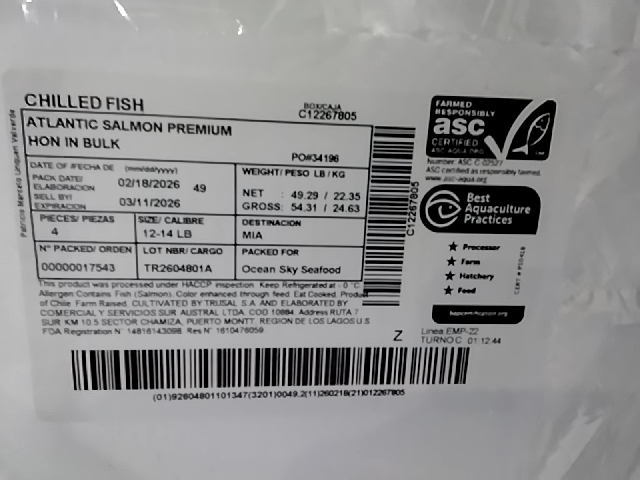 CHILLED FISH
BOX/CAJA
C12267805
ATLANTIC SALMON PREMIUM
HON IN BULK
PO#34196
DATE OF /FECHA DE (mm/dd/yyyy)
PACK DATE/
ELABORACION 02/18/2026 49
SELL BY/
EXPIRACION 03/11/2026
WEIGHT / PESO LB / KG
NET : 49.29 / 22.35
GROSS: 54.31 / 24.63
PIECES/ PIEZAS
4
SIZE/ CALIBRE
12-14 LB
DESTINACION
MIA
N° PACKED/ ORDEN
00000017543
LOT NBR/ CARGO
TR2604801A
PACKED FOR
Ocean Sky Seafood
This product was processed under HACCP inspection. Keep Refrigerated at - 0 °C
Allergen Contains Fish (Salmon). Color enhanced through feed. Eat Cooked. Product
of Chile. Farm Raised. CULTIVATED BY TRUSAL S.A. AND ELABORATED BY
COMERCIAL Y SERVICIOS SUR AUSTRAL LTDA. COD 10884. Address RUTA 7
SUR KM 10.5 SECTOR CHAMIZA, PUERTO MONTT. REGION DE LOS LAGOS U.S
FDA Registration N° 14816143098 Res N° 1610476059
Z
(01)92604801101347(3201)0049.2(11)260218(21)012267805
C12267805
FARMED
RESPONSIBLY
asc
CERTIFIED
ASC-AQUA.ORG
ASC certified as responsibly farmed.
www.asc-aqua.org
Best
Aquaculture
Practices
Processor
Farm
Hatchery
Food
bapcertification.org
Linea EMP-22
TURNO C 01:12:44